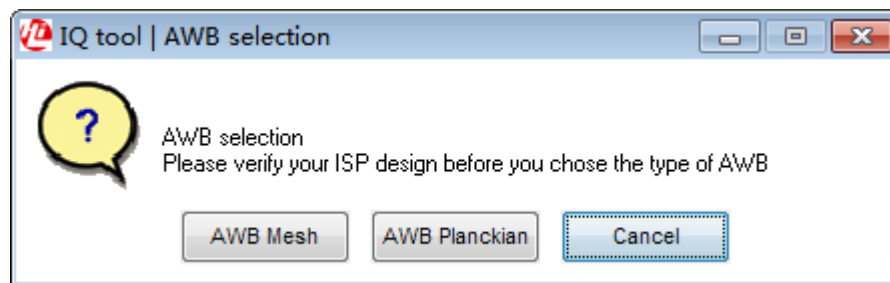 IQ tool | AWB selection
?
AWB selection
Please verify your ISP design before you chose the type of AWB
AWB Mesh AWB Planckian Cancel